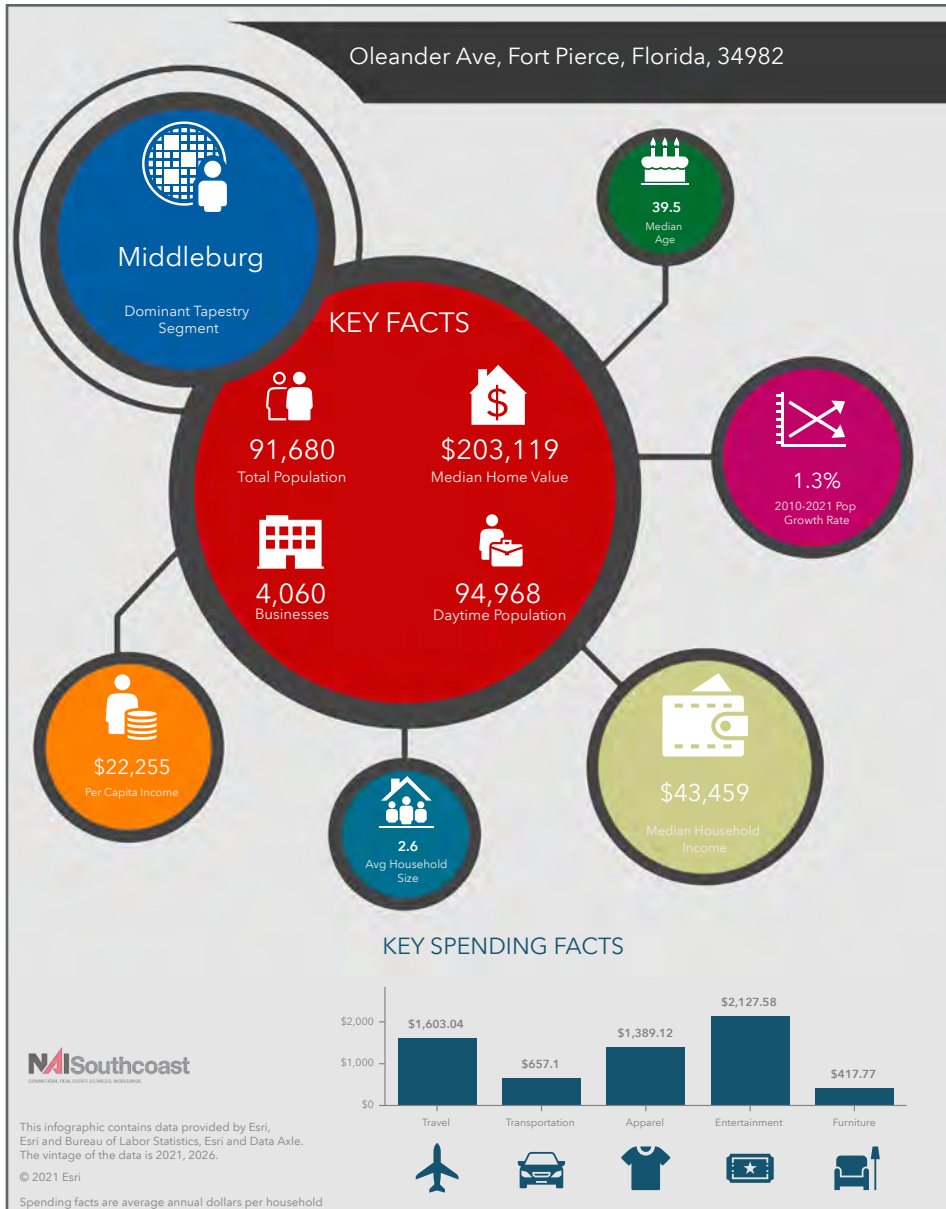 Oleander Ave, Fort Pierce, Florida, 34982
Middleburg
Dominant Tapestry
Segment
39.5
Median
Age
KEY FACTS
91,680
Total Population
$203,119
Median Home Value
4,060
Businesses
94,968
Daytime Population
1.3%
2010-2021 Pop
Growth Rate
$22,255
Per Capita Income
2.6
Avg Household
Size
$43,459
Median Household
Income
KEY SPENDING FACTS
$2,000
$1,000
$0
$1,603.04
$657.1
$1,389.12
$2,127.58
$417.77
Travel
Transportation
Apparel
Entertainment
Furniture
NAISouthcoast
COMMERCIAL REAL ESTATE SERVICES, WORLDWIDE
This infographic contains data provided by Esri,
Esri and Bureau of Labor Statistics, Esri and Data Axle.
The vintage of the data is 2021, 2026.
© 2021 Esri
Spending facts are average annual dollars per household